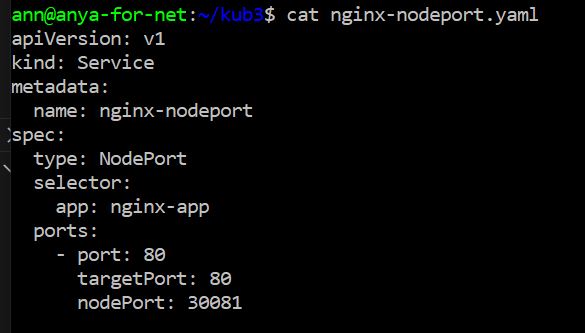 ann@anya-for-net:~/kub3$ cat nginx-nodeport.yaml
apiVersion: v1
kind: Service
metadata:
  name: nginx-nodeport
spec:
  type: NodePort
  selector:
    app: nginx-app
  ports:
    - port: 80
      targetPort: 80
      nodePort: 30081